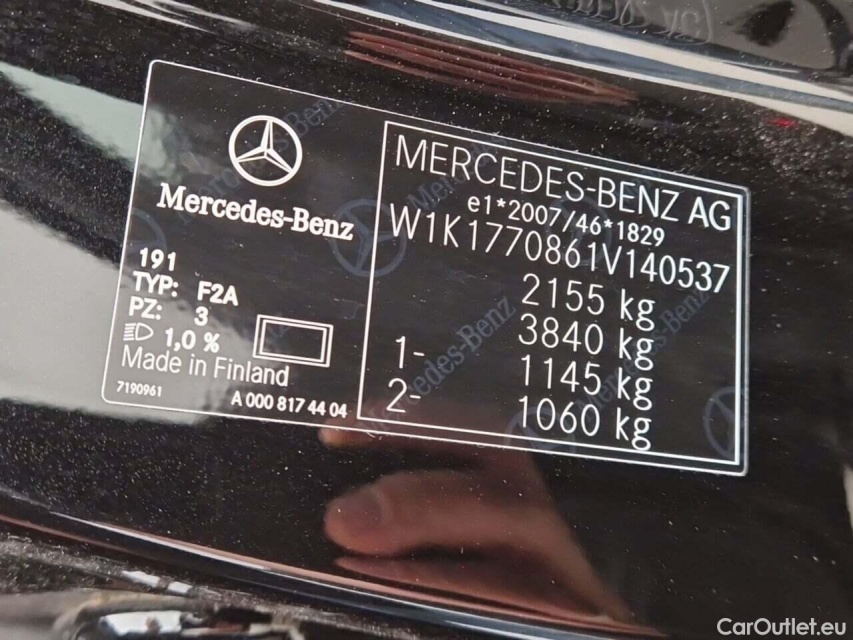 Mercedes-Benz
191
TYP: F2A
PZ: 3
1,0 %
Made in Finland
7190961
A 000 817 44 04
MERCEDES-BENZ AG
e1*2007/46*1829
W1K1770861V140537
2155 kg
3840 kg
1- 1145 kg
2- 1060 kg
CarOutlet.eu